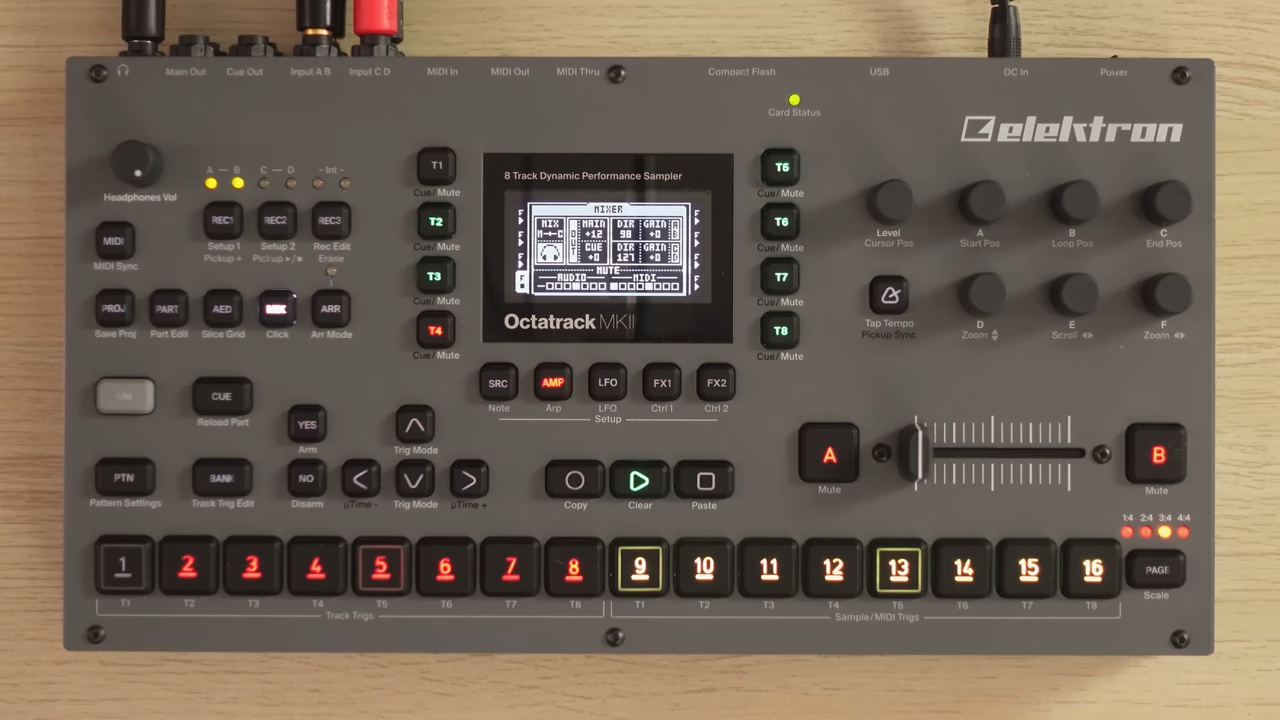 Main Out Cue Out Input A B Input C D MIDI In MIDI Out MIDI Thru Compact Flash USB DC In Power
Card Status
elektron
Headphones Vol
A — B C — D - Int -
REC1 REC2 REC3
Setup 1 Setup 2 Rec Edit
Pickup + Pickup ▸/■ Erase
MIDI
MIDI Sync
PROJ PART AED MIX ARR
Save Proj Part Edit Slice Grid Click Arr Mode
T1
Cue/Mute
T2
Cue/Mute
T3
Cue/Mute
T4
Cue/Mute
8 Track Dynamic Performance Sampler
MIXER
MIX MAIN DIR GAIN A B
M↔C +12 98 +0
OUT
CUE DIR GAIN C D
+0 127 +0
MUTE
AUDIO MIDI
Octatrack MKII
T5
Cue/Mute
T6
Cue/Mute
T7
Cue/Mute
T8
Cue/Mute
Level A B C
Cursor Pos Start Pos Loop Pos End Pos
Tap Tempo
Pickup Sync
D E F
Zoom Scroll Zoom
SRC AMP LFO FX1 FX2
Note Arp LFO Ctrl 1 Ctrl 2
Setup
CUE
Reload Part
YES
Arm
Trig Mode
PTN BANK NO
Pattern Settings Track Trig Edit Disarm µTime - Trig Mode µTime +
Copy Clear Paste
A B
Mute Mute
1:4 2:4 3:4 4:4
1 2 3 4 5 6 7 8 9 10 11 12 13 14 15 16
PAGE
Scale
T1 T2 T3 T4 T5 T6 T7 T8 T1 T2 T3 T4 T5 T6 T7 T8
Track Trigs Sample/MIDI Trigs